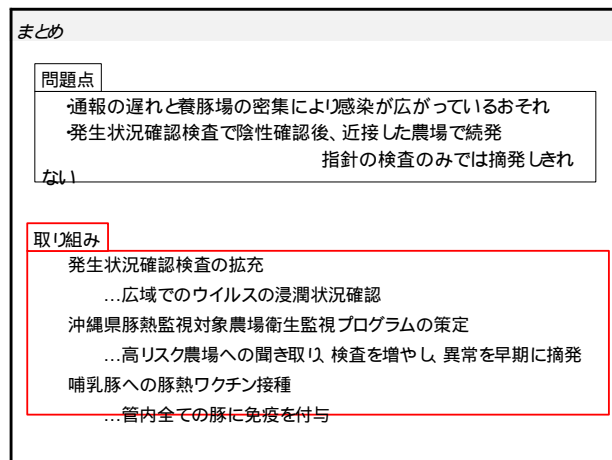 まとめ
問題点
・通報の遅れと養豚場の密集により感染が広がっているおそれ
・発生状況確認検査で陰性確認後、近接した農場で続発
指針の検査のみでは摘発しきれ
ない
取り組み
発生状況確認検査の拡充
…広域でのウイルスの浸潤状況確認
沖縄県豚熱監視対象農場衛生監視プログラムの策定
…高リスク農場への聞き取り、検査を増やし、異常を早期に摘発
哺乳豚への豚熱ワクチン接種
…管内全ての豚に免疫を付与